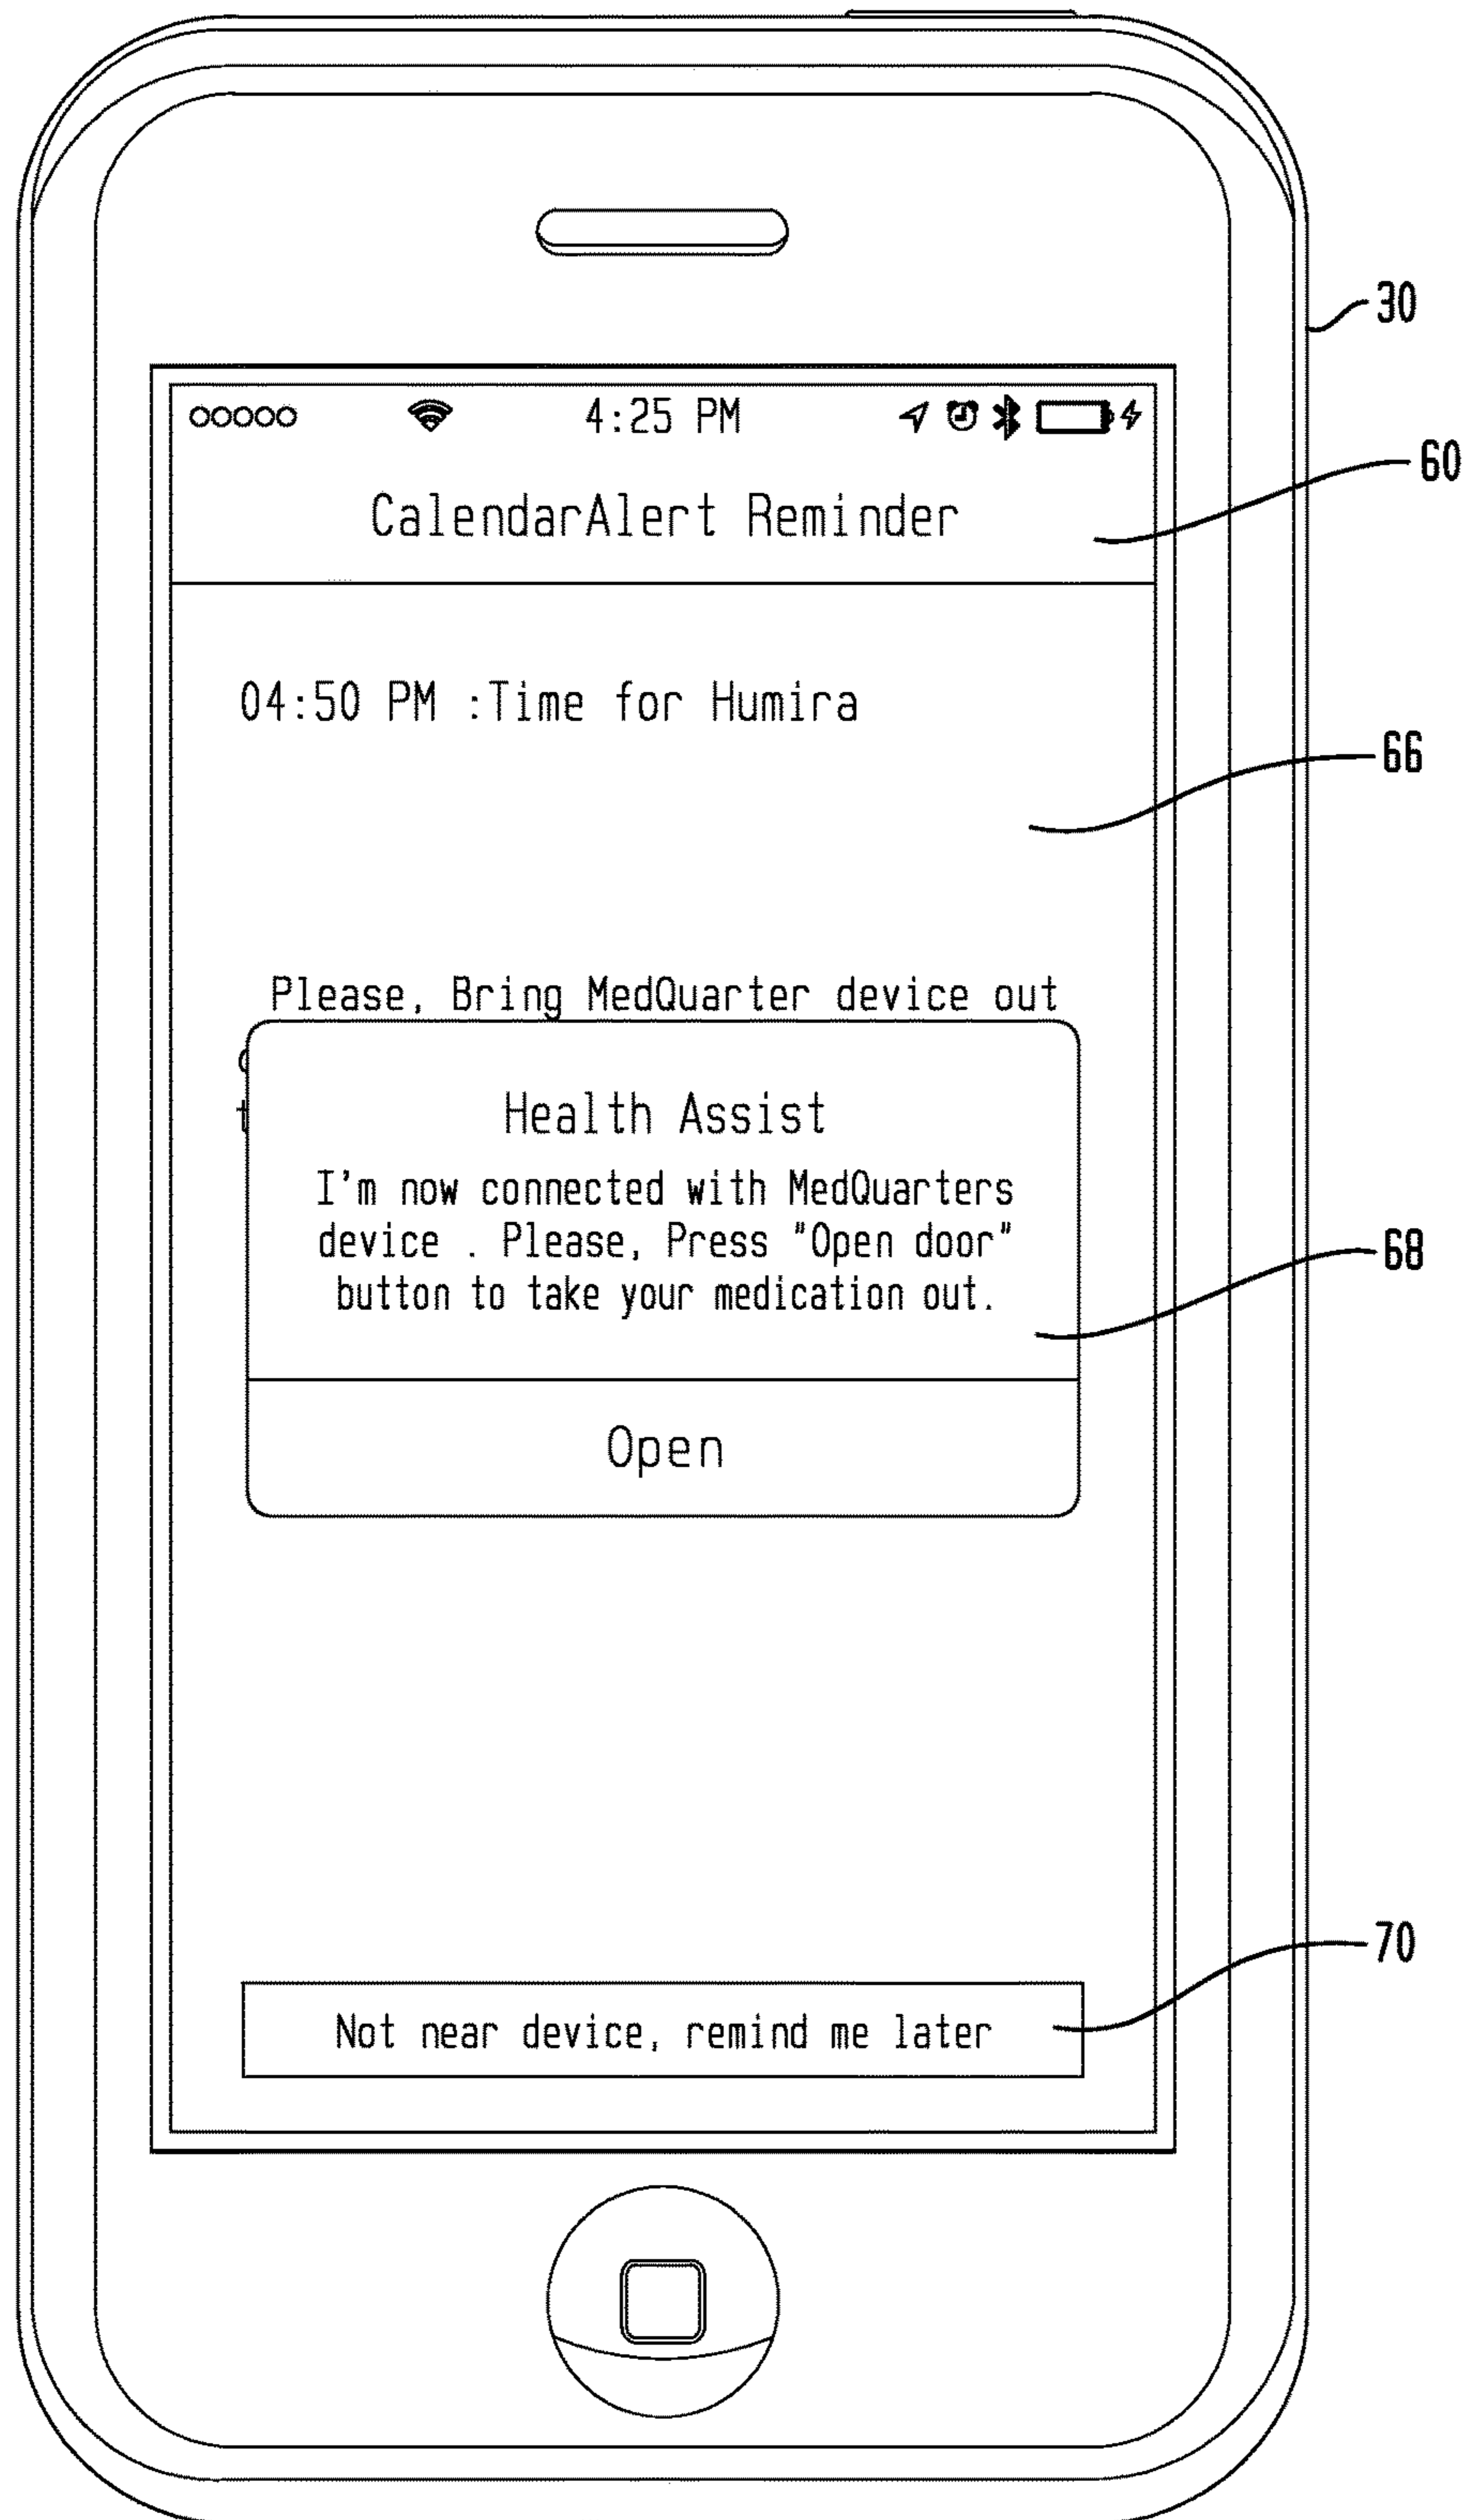 30
4:25 PM
60
CalendarAlert Reminder
04:50 PM :Time for Humira
66
Please, Bring MedQuarter device out
Health Assist
I'm now connected with MedQuarters
device . Please, Press "Open door"
button to take your medication out.
68
Open
70
Not near device, remind me later